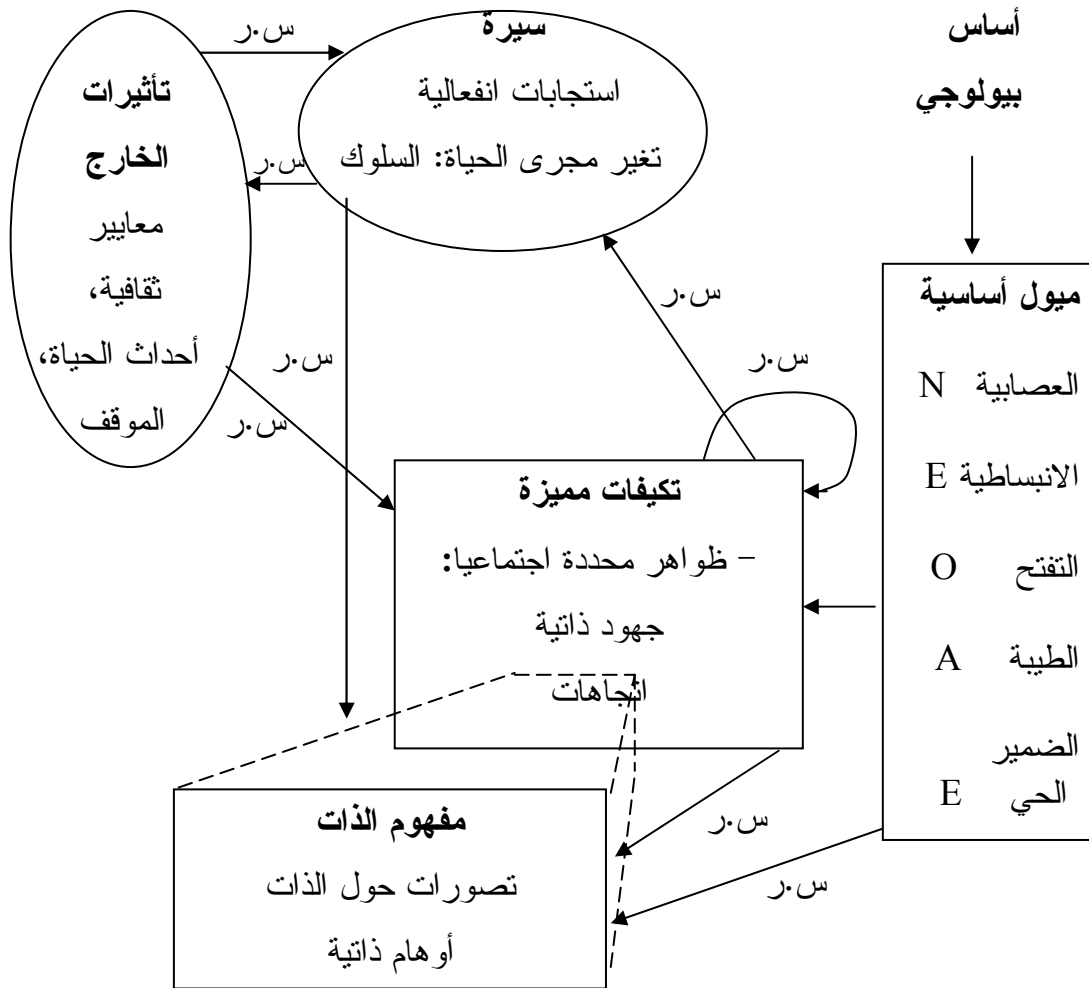 أساس
بيولوجي
ميول أساسية
العصابية N
الانبساطية E
التفتح O
الطيبة A
الضمير
الحي E
سيرة
استجابات انفعالية
تغير مجرى الحياة: السلوك
تأثيرات
الخارج
معايير
ثقافية،
أحداث الحياة،
الموقف
تكيفات مميزة
– ظواهر محددة اجتماعيا:
جهود ذاتية
اتجاهات
مفهوم الذات
تصورات حول الذات
أوهام ذاتية
س.ر
س.ر
س.ر
س.ر
س.ر
س.ر
س.ر
س.ر